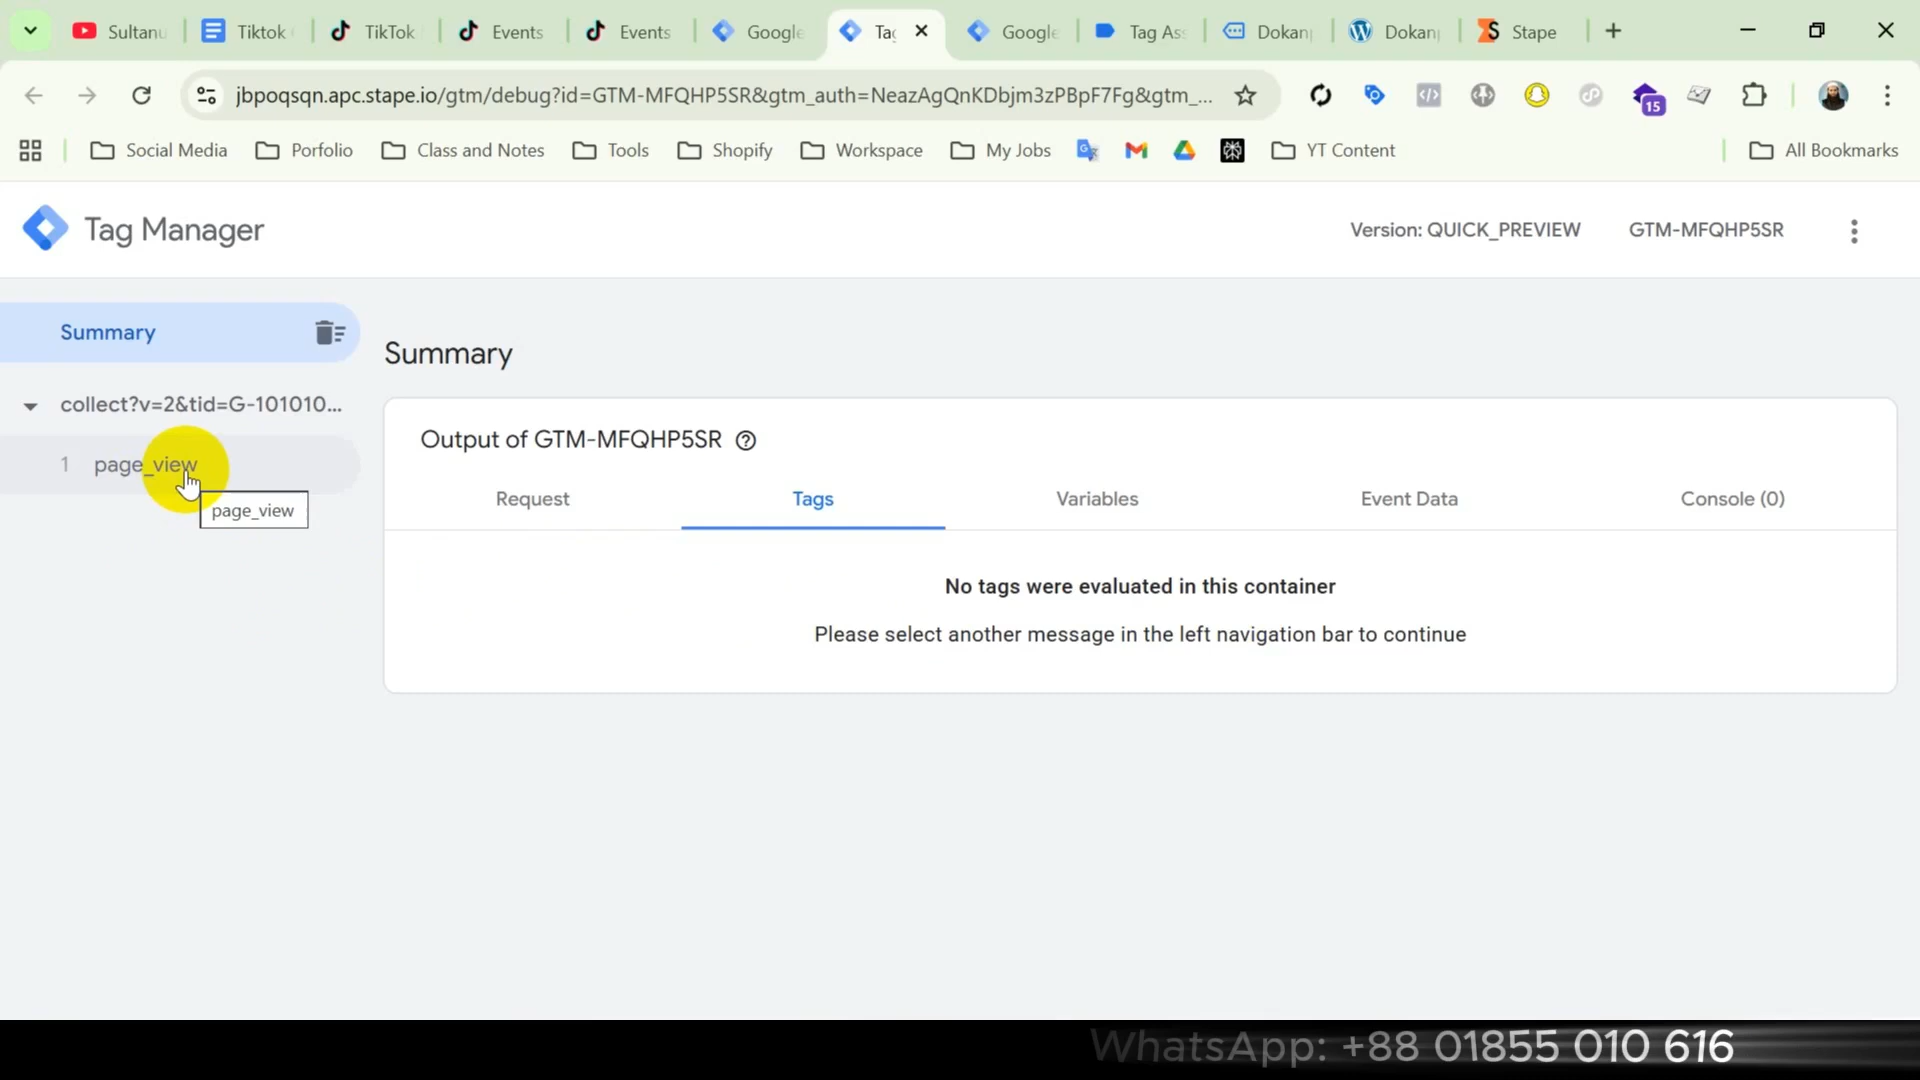 Sultanu
Tiktok
TikTok
Events
Events
Google
Tag
Google
Tag Ass
Dokan
Dokan
Stape
jbpoqsqn.apc.stape.io/gtm/debug?id=GTM-MFQHP5SR&gtm_auth=NeazAgQnKDbjm3zPBpF7Fg&gtm_...
15
Social Media
Porfolio
Class and Notes
Tools
Shopify
Workspace
My Jobs
YT Content
All Bookmarks
Tag Manager
Version: QUICK_PREVIEW
GTM-MFQHP5SR
Summary
collect?v=2&tid=G-101010...
1 page_view
page_view
Summary
Output of GTM-MFQHP5SR
Request
Tags
Variables
Event Data
Console (0)
No tags were evaluated in this container
Please select another message in the left navigation bar to continue
WhatsApp: +88 01855 010 616